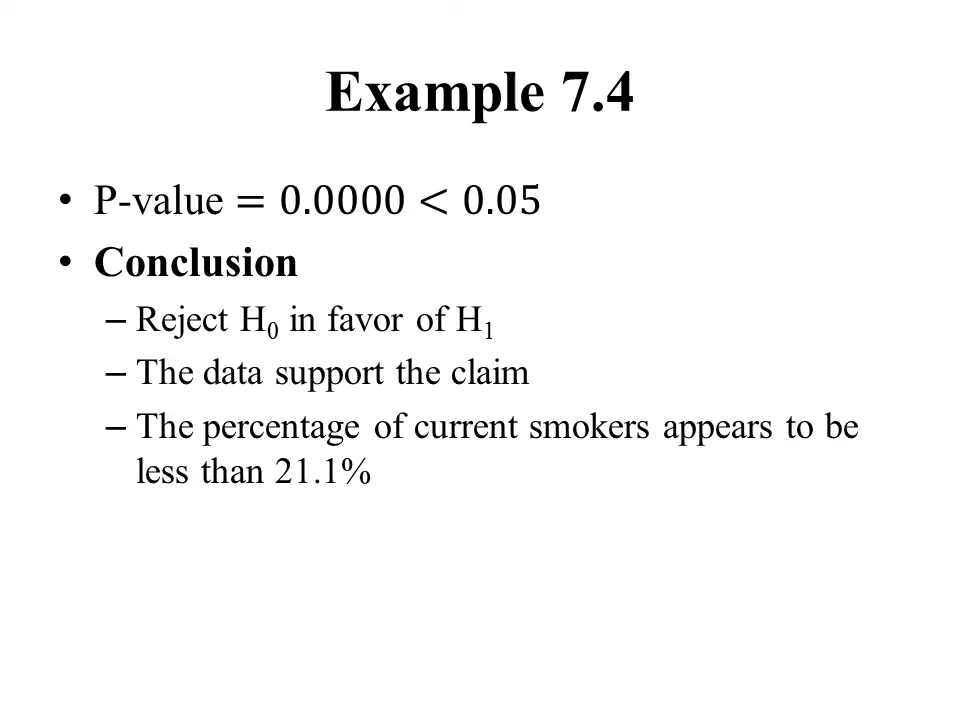 Example 7.4
• P-value = 0.0000 < 0.05
• Conclusion
– Reject H₀ in favor of H₁
– The data support the claim
– The percentage of current smokers appears to be
less than 21.1%